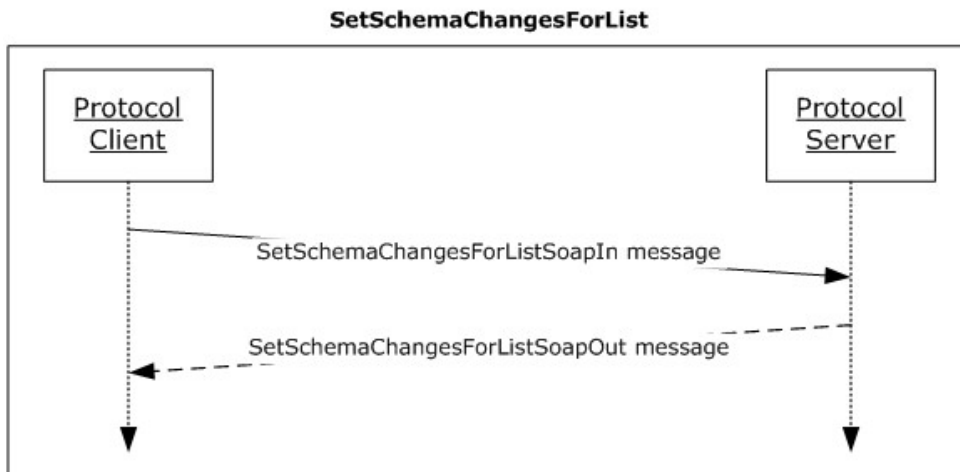 SetSchemaChangesForList
Protocol
Client
Protocol
Server
SetSchemaChangesForListSoapIn message
SetSchemaChangesForListSoapOut message